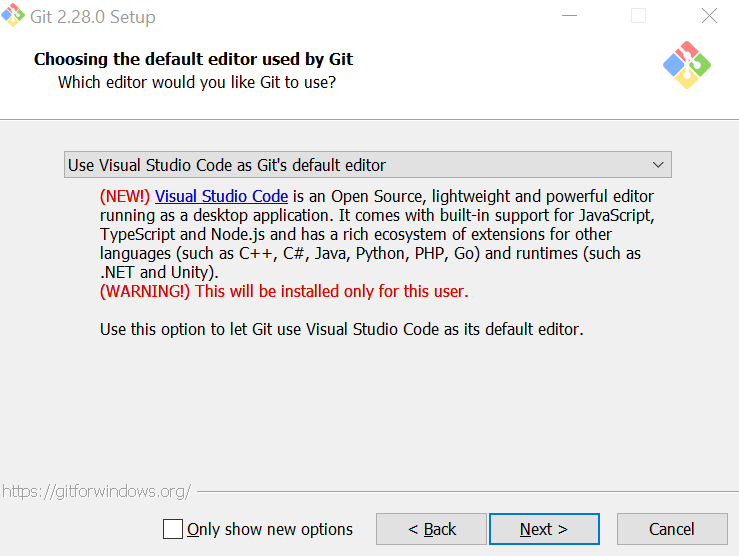 Git 2.28.0 Setup
Choosing the default editor used by Git
Which editor would you like Git to use?
Use Visual Studio Code as Git's default editor
(NEW!) Visual Studio Code is an Open Source, lightweight and powerful editor
running as a desktop application. It comes with built-in support for JavaScript,
TypeScript and Node.js and has a rich ecosystem of extensions for other
languages (such as C++, C#, Java, Python, PHP, Go) and runtimes (such as
.NET and Unity).
(WARNING!) This will be installed only for this user.
Use this option to let Git use Visual Studio Code as its default editor.
https://gitforwindows.org/
Only show new options < Back Next > Cancel